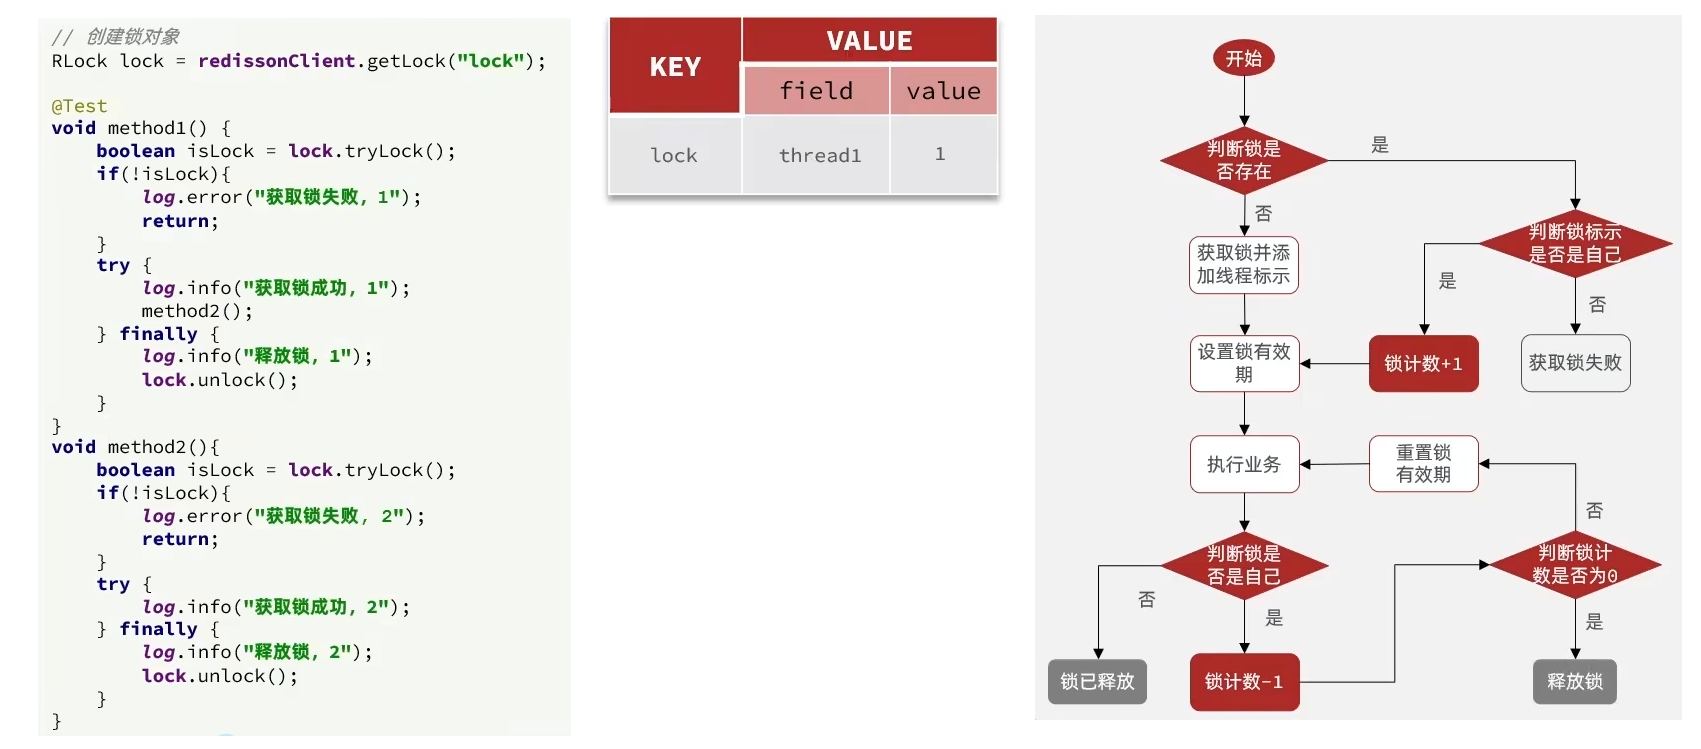 // 创建锁对象
RLock lock = redissonClient.getLock("lock");
@Test
void method1() {
boolean isLock = lock.tryLock();
if(!isLock){
log.error("获取锁失败, 1");
return;
}
try {
log.info("获取锁成功, 1");
method2();
} finally {
log.info("释放锁, 1");
lock.unlock();
}
}
void method2(){
boolean isLock = lock.tryLock();
if(!isLock){
log.error("获取锁失败, 2");
return;
}
try {
log.info("获取锁成功, 2");
} finally {
log.info("释放锁, 2");
lock.unlock();
}
}
KEY
VALUE
field
value
lock
thread1
1
开始
判断锁是
否存在
是
否
获取锁并添
加线程标示
判断锁标示
是否是自己
是
否
设置锁有效
期
锁计数+1
获取锁失败
执行业务
重置锁
有效期
否
判断锁是
否是自己
判断锁计
数是否为0
否
是
是
锁已释放
锁计数-1
释放锁